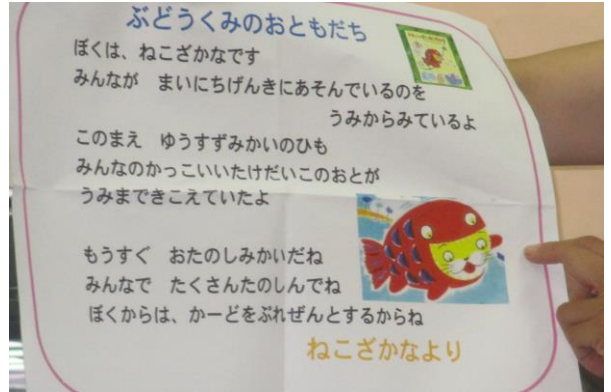 ぶどうくみのおともだち
ぼくは、ねこざかなです
みんなが　まいにちげんきにあそんでいるのを
うみからみているよ
このまえ　ゆうすずみかいのひも
みんなのかっこいいたけだいこのおとが
うみまできこえていたよ
もうすぐ　おたのしみかいだね
みんなで　たくさんたのしんでね
ぼくからは、かーどをぷれぜんとするからね
ねこざかなより